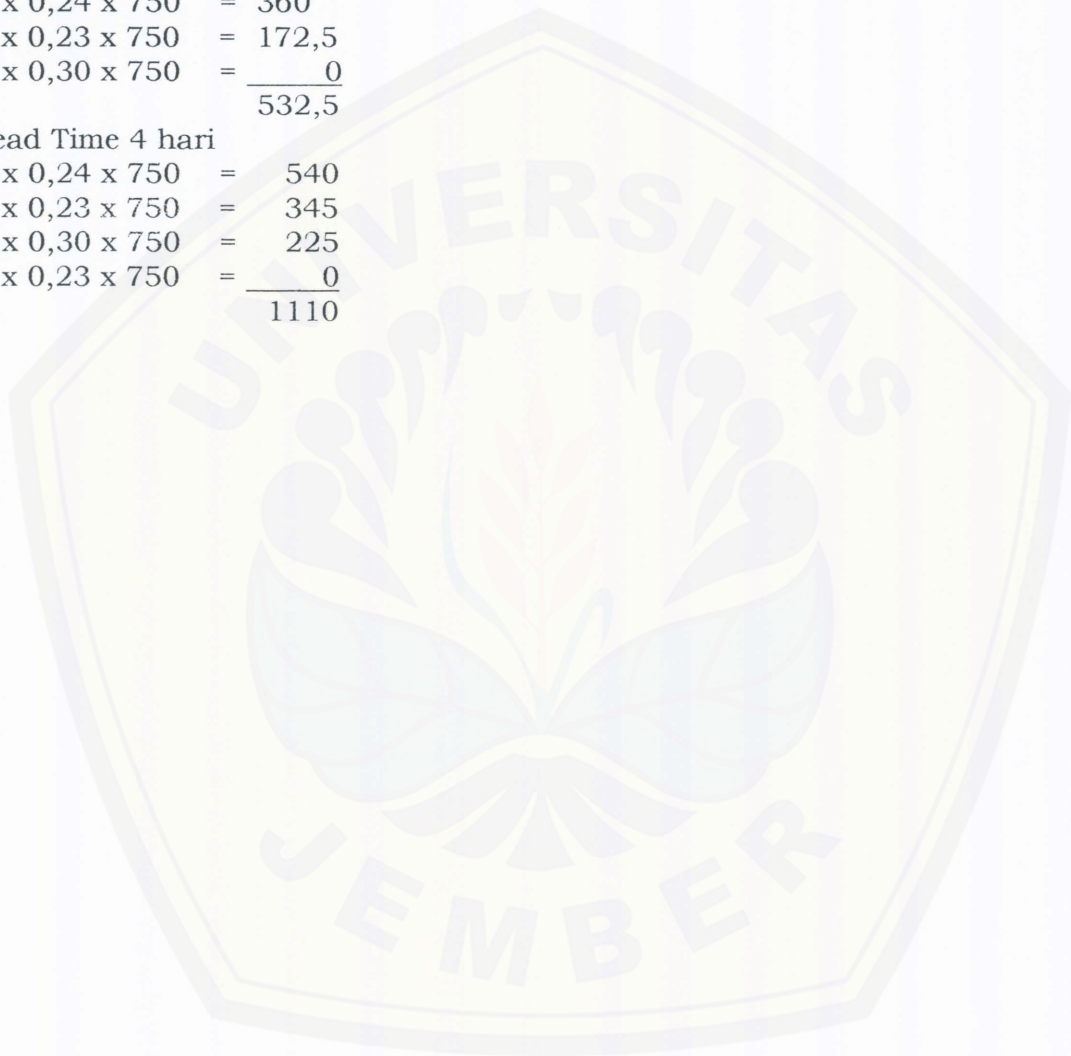 x 0,24 x 750 = 360
x 0,23 x 750 = 172,5
x 0,30 x 750 = 0
532,5
ead Time 4 hari
x 0,24 x 750 = 540
x 0,23 x 750 = 345
x 0,30 x 750 = 225
x 0,23 x 750 = 0
1110
UNIVERSITAS
JEMBER